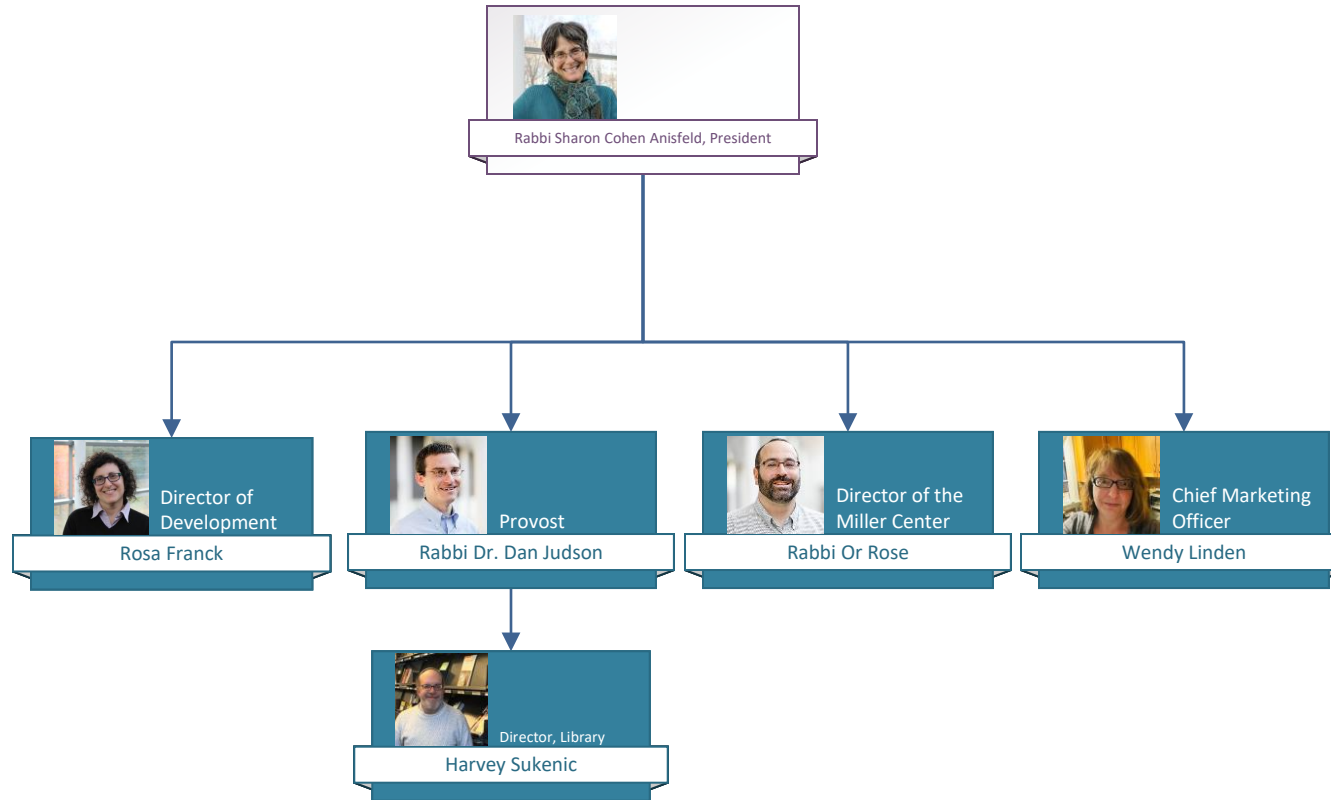 Rabbi Sharon Cohen Anisfeld, President
Director of
Development
Rosa Franck
Provost
Rabbi Dr. Dan Judson
Director of the
Miller Center
Rabbi Or Rose
Chief Marketing
Officer
Wendy Linden
Director, Library
Harvey Sukenic